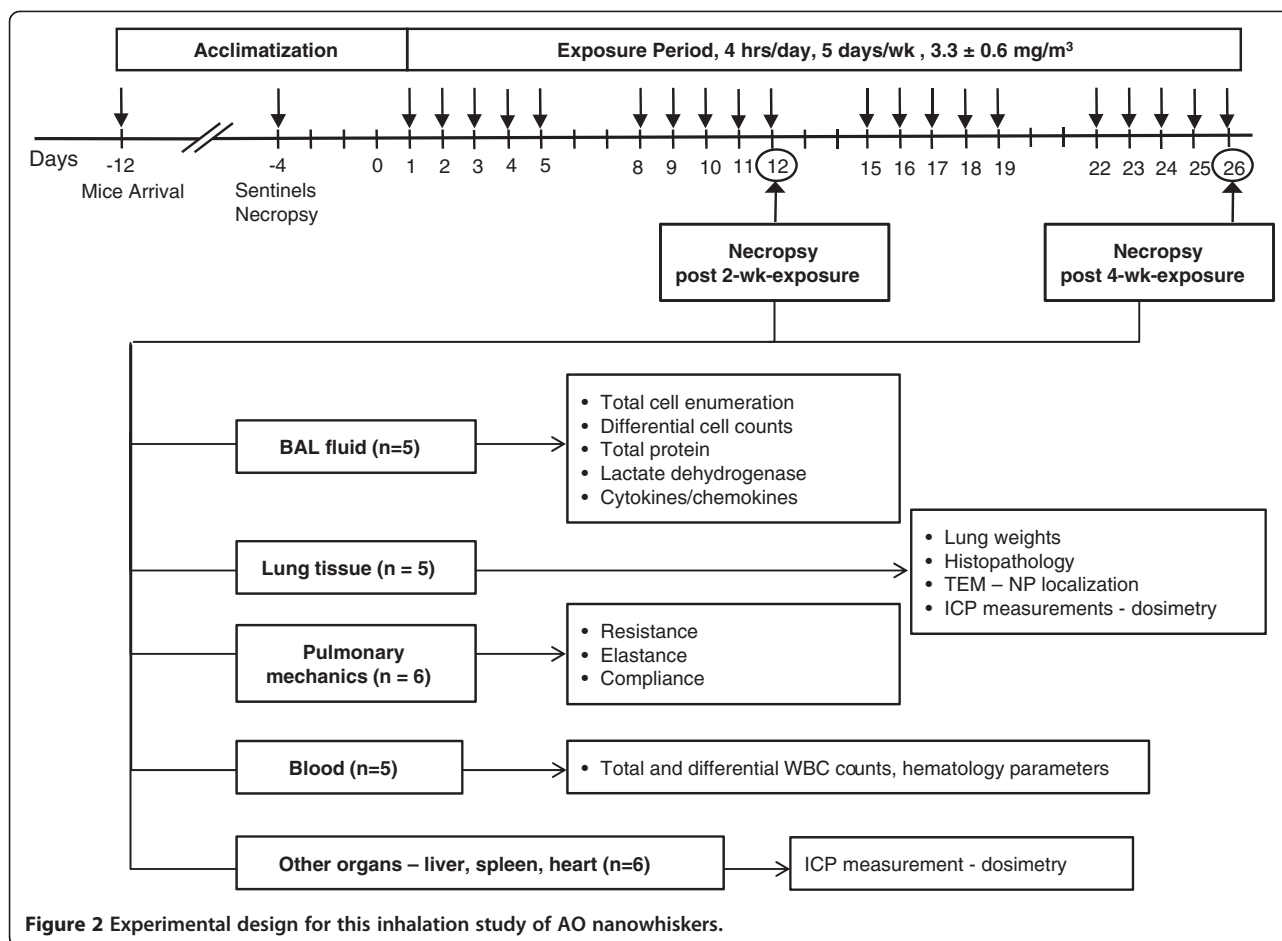 Acclimatization
Exposure Period, 4 hrs/day, 5 days/wk , 3.3 ± 0.6 mg/m³
Days -12 -4 0 1 2 3 4 5 8 9 10 11 12 15 16 17 18 19 22 23 24 25 26
Mice Arrival
Sentinels
Necropsy
Necropsy
post 2-wk-exposure
Necropsy
post 4-wk-exposure
BAL fluid (n=5)
• Total cell enumeration
• Differential cell counts
• Total protein
• Lactate dehydrogenase
• Cytokines/chemokines
Lung tissue (n = 5)
• Lung weights
• Histopathology
• TEM – NP localization
• ICP measurements - dosimetry
Pulmonary
mechanics (n = 6)
• Resistance
• Elastance
• Compliance
Blood (n=5)
• Total and differential WBC counts, hematology parameters
Other organs – liver, spleen, heart (n=6)
ICP measurement - dosimetry
Figure 2 Experimental design for this inhalation study of AO nanowhiskers.